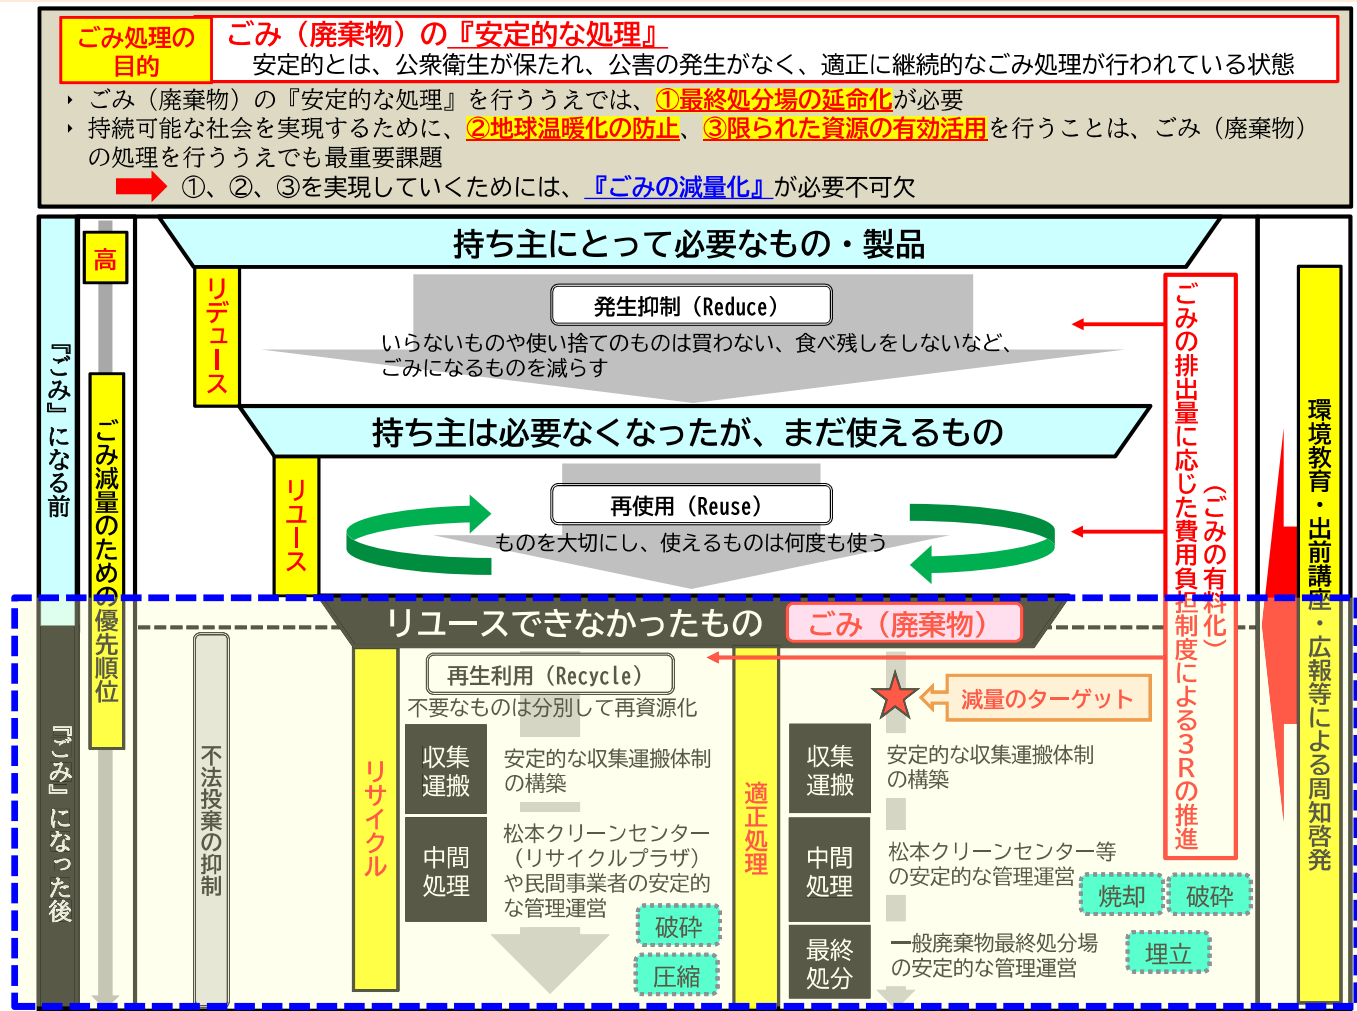 ごみ処理の
目的
ごみ（廃棄物）の『安定的な処理』
安定的とは、公衆衛生が保たれ、公害の発生がなく、適正に継続的なごみ処理が行われている状態
‣ ごみ（廃棄物）の『安定的な処理』を行ううえでは、①最終処分場の延命化が必要
‣ 持続可能な社会を実現するために、②地球温暖化の防止、③限られた資源の有効活用を行うことは、ごみ（廃棄物）
の処理を行ううえでも最重要課題
①、②、③を実現していくためには、『ごみの減量化』が必要不可欠
『ごみ』になる前
『ごみ』になった後
高
ごみ減量のための優先順位
持ち主にとって必要なもの・製品
リデュース
発生抑制（Reduce）
いらないものや使い捨てのものは買わない、食べ残しをしないなど、
ごみになるものを減らす
持ち主は必要なくなったが、まだ使えるもの
リユース
再使用（Reuse）
ものを大切にし、使えるものは何度も使う
ごみの排出量に応じた費用負担制度による３Ｒの推進
（ごみの有料化）
環境教育・出前講座・広報等による周知啓発
リユースできなかったもの
ごみ（廃棄物）
不法投棄の抑制
リサイクル
再生利用（Recycle）
不要なものは分別して再資源化
収集
運搬
安定的な収集運搬体制
の構築
中間
処理
松本クリーンセンター
（リサイクルプラザ）
や民間事業者の安定的
な管理運営
破砕
圧縮
適正処理
減量のターゲット
収集
運搬
安定的な収集運搬体制
の構築
中間
処理
松本クリーンセンター等
の安定的な管理運営
焼却
破砕
最終
処分
一般廃棄物最終処分場
の安定的な管理運営
埋立